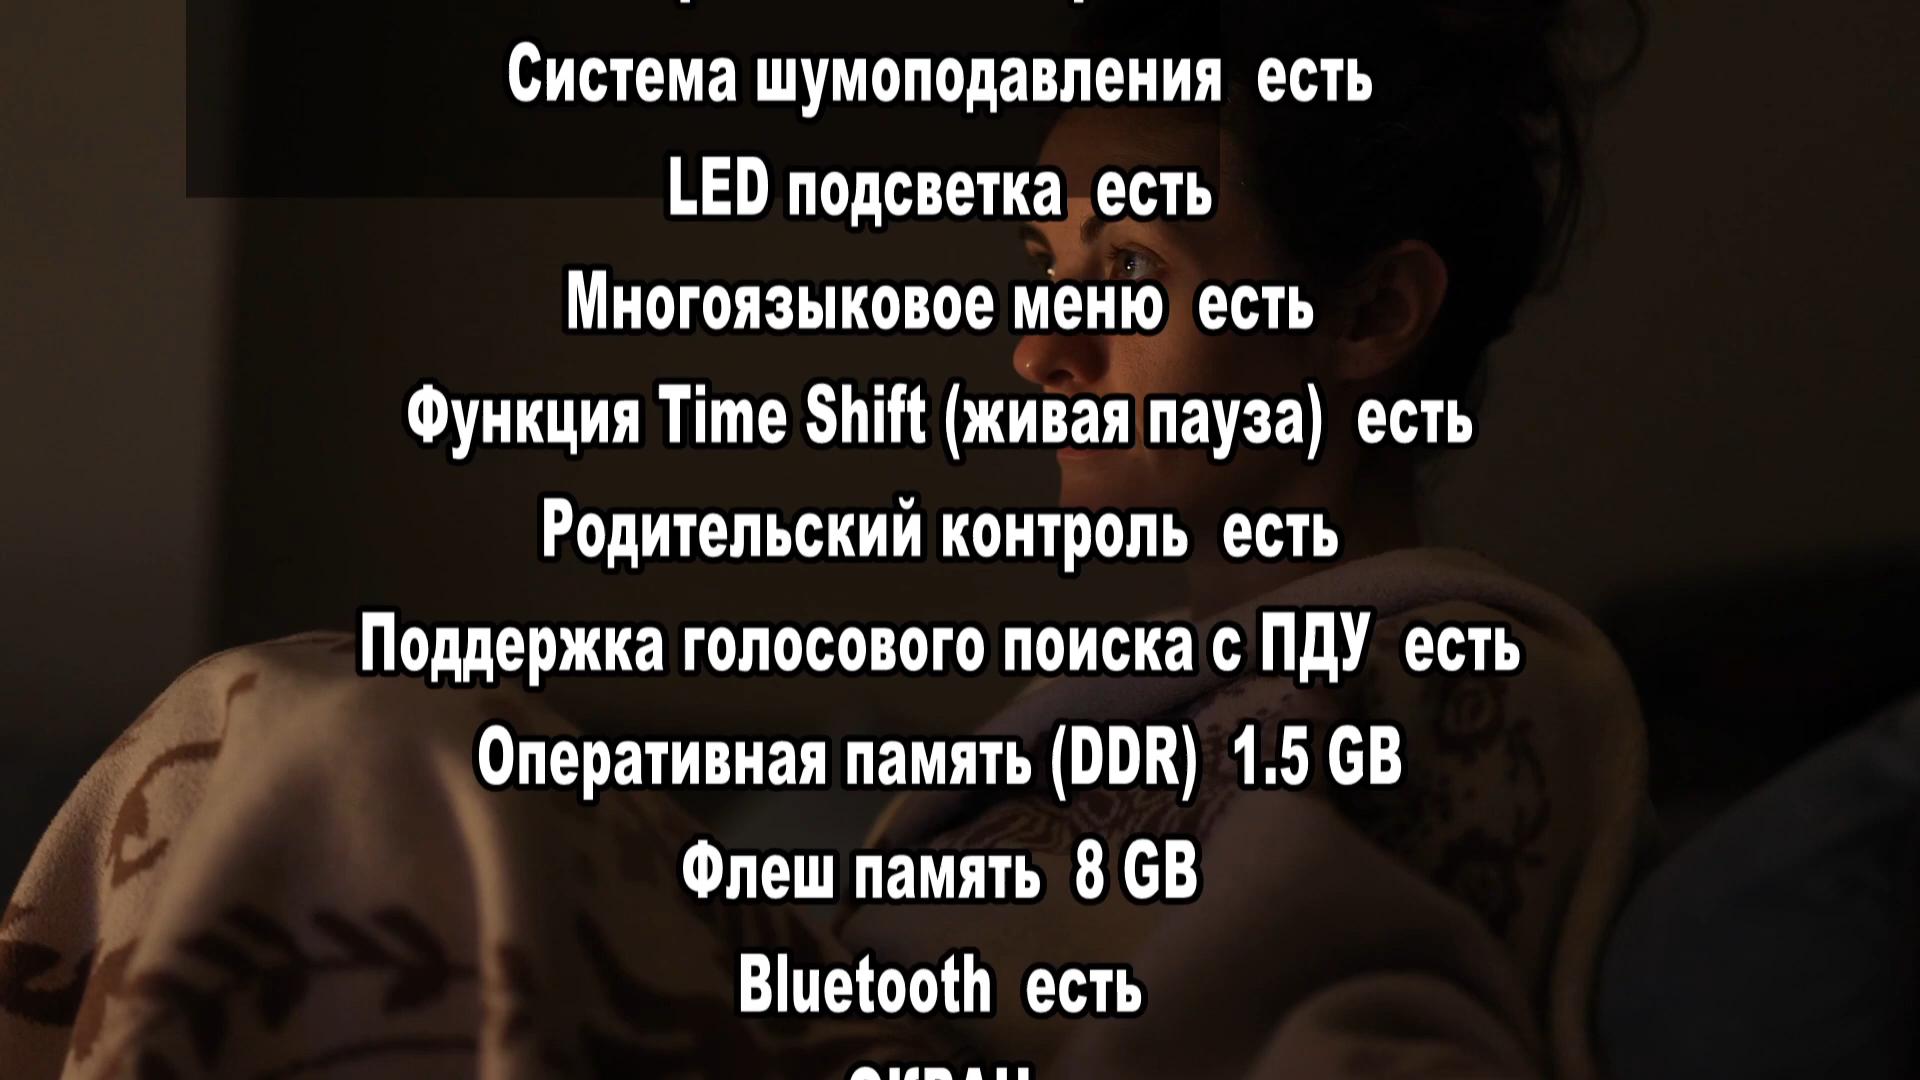 Система шумоподавления есть
LED подсветка есть
Многоязыковое меню есть
Функция Time Shift (живая пауза) есть
Родительский контроль есть
Поддержка голосового поиска с ПДУ есть
Оперативная память (DDR) 1.5 GB
Флеш память 8 GB
Bluetooth есть
ЭКРАН